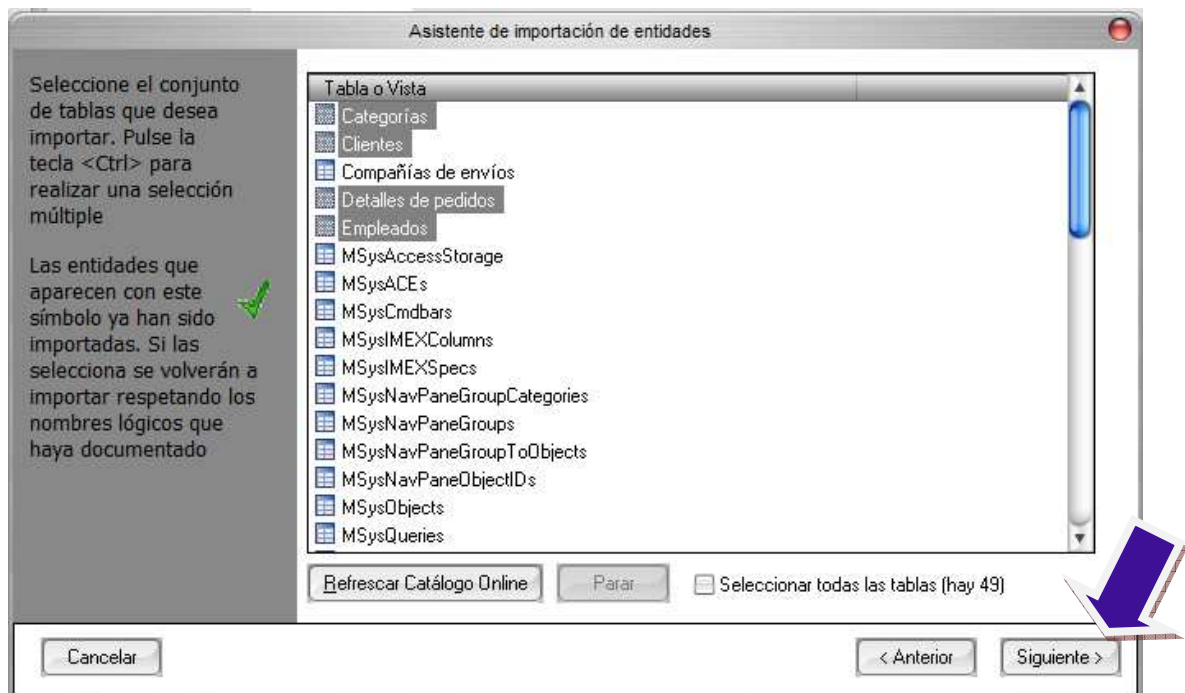 Asistente de importación de entidades
Seleccione el conjunto
de tablas que desea
importar. Pulse la
tecla <Ctrl> para
realizar una selección
múltiple
Las entidades que
aparecen con este
símbolo ya han sido
importadas. Si las
selecciona se volverán a
importar respetando los
nombres lógicos que
haya documentado
Tabla o Vista
Categorías
Clientes
Compañías de envíos
Detalles de pedidos
Empleados
MSysAccessStorage
MSysACEs
MSysCmdbars
MSysIMEXColumns
MSysIMEXSpecs
MSysNavPaneGroupCategories
MSysNavPaneGroups
MSysNavPaneGroupToObjects
MSysNavPaneObjectIDs
MSysObjects
MSysQueries
Refrescar Catálogo Online
Parar
Seleccionar todas las tablas (hay 49)
Cancelar
< Anterior
Siguiente >